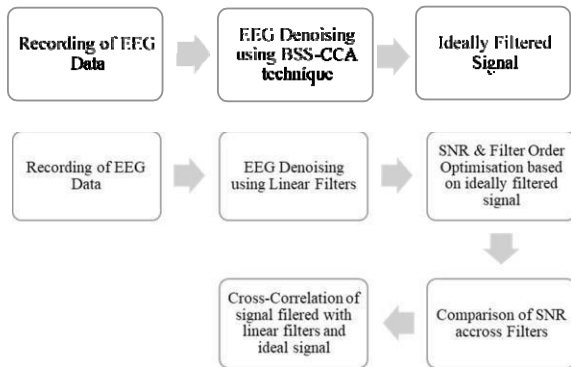 Recording of EEG
Data
EEG Denoising
using BSS-CCA
technique
Ideally Filtered
Signal
Recording of EEG
Data
EEG Denoising
using Linear Filters
SNR & Filter Order
Optimisation based
on ideally filtered
signal
Comparison of SNR
accross Filters
Cross-Correlation of
signal filered with
linear filters and
ideal signal